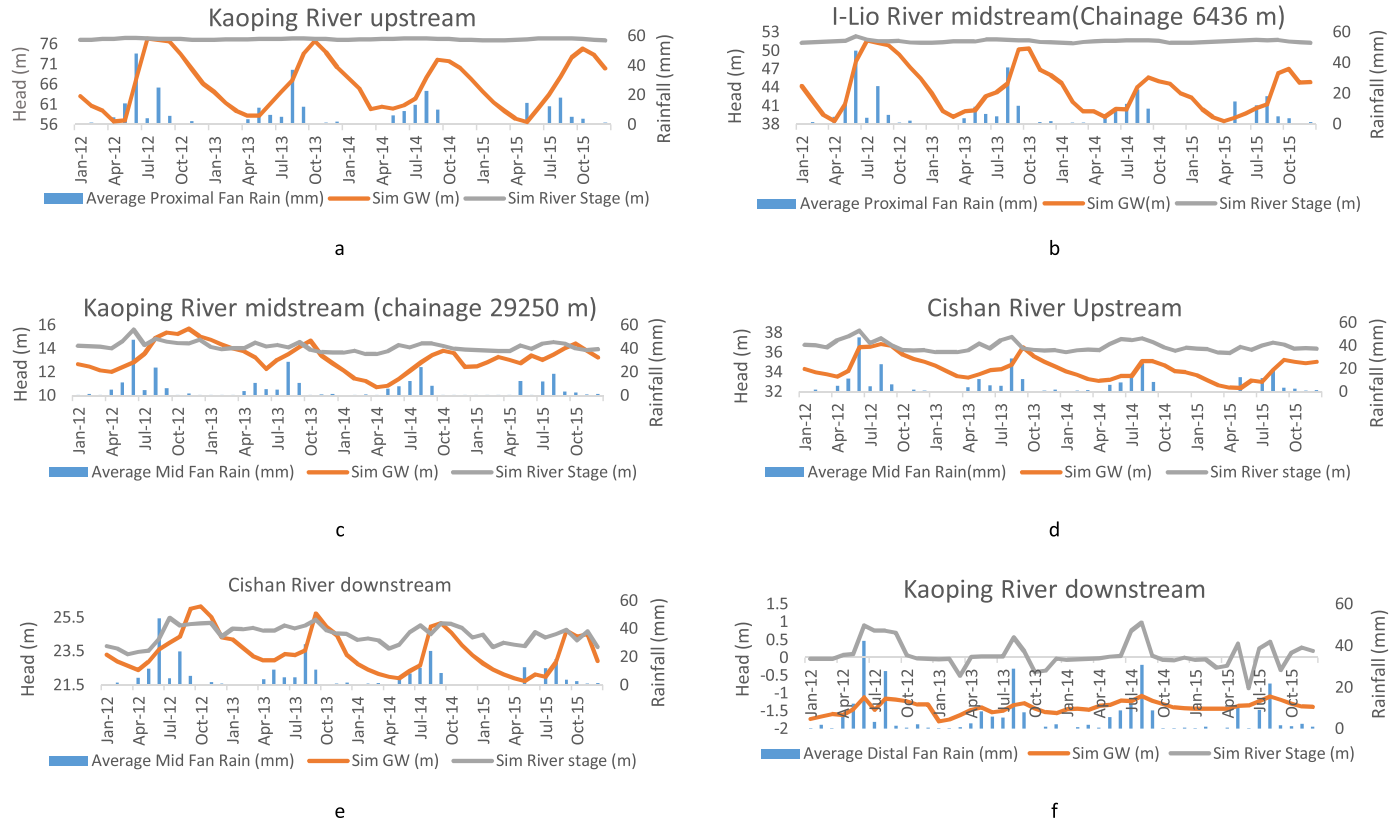 Kaoping River upstream
Head (m)
76
71
66
61
56
60
40
20
0
Rainfall (mm)
Jan-12 Apr-12 Jul-12 Oct-12 Jan-13 Apr-13 Jul-13 Oct-13 Jan-14 Apr-14 Jul-14 Oct-14 Jan-15 Apr-15 Jul-15 Oct-15
Average Proximal Fan Rain (mm) Sim GW (m) Sim River Stage (m)
a
I-Lio River midstream(Chainage 6436 m)
Head (m)
53
50
47
44
41
38
60
40
20
0
Rainfall (mm)
Jan-12 Apr-12 Jul-12 Oct-12 Jan-13 Apr-13 Jul-13 Oct-13 Jan-14 Apr-14 Jul-14 Oct-14 Jan-15 Apr-15 Jul-15 Oct-15
Average Proximal Fan Rain (mm) Sim GW(m) Sim River Stage (m)
b
Kaoping River midstream (chainage 29250 m)
Head (m)
16
14
12
10
60
40
20
0
Rainfall (mm)
Jan-12 Apr-12 Jul-12 Oct-12 Jan-13 Apr-13 Jul-13 Oct-13 Jan-14 Apr-14 Jul-14 Oct-14 Jan-15 Apr-15 Jul-15 Oct-15
Average Mid Fan Rain (mm) Sim GW (m) Sim River Stage (m)
c
Cishan River Upstream
Head (m)
38
36
34
32
60
40
20
0
Rainfall (mm)
Jan-12 Apr-12 Jul-12 Oct-12 Jan-13 Apr-13 Jul-13 Oct-13 Jan-14 Apr-14 Jul-14 Oct-14 Jan-15 Apr-15 Jul-15 Oct-15
Average Mid Fan Rain(mm) Sim GW (m) Sim River stage (m)
d
Cishan River downstream
Head (m)
25.5
23.5
21.5
60
40
20
0
Rainfall (mm)
Jan-12 Apr-12 Jul-12 Oct-12 Jan-13 Apr-13 Jul-13 Oct-13 Jan-14 Apr-14 Jul-14 Oct-14 Jan-15 Apr-15 Jul-15 Oct-15
Average Mid Fan Rain (mm) Sim GW (m) Sim River stage (m)
e
Kaoping River downstream
Head (m)
1.5
1
0.5
0
-0.5
-1
-1.5
-2
60
40
20
0
Rainfall (mm)
Jan-12 Apr-12 Jul-12 Oct-12 Jan-13 Apr-13 Jul-13 Oct-13 Jan-14 Apr-14 Jul-14 Oct-14 Jan-15 Apr-15 Jul-15 Oct-15
Average Distal Fan Rain (mm) Sim GW (m) Sim River Stage (m)
f